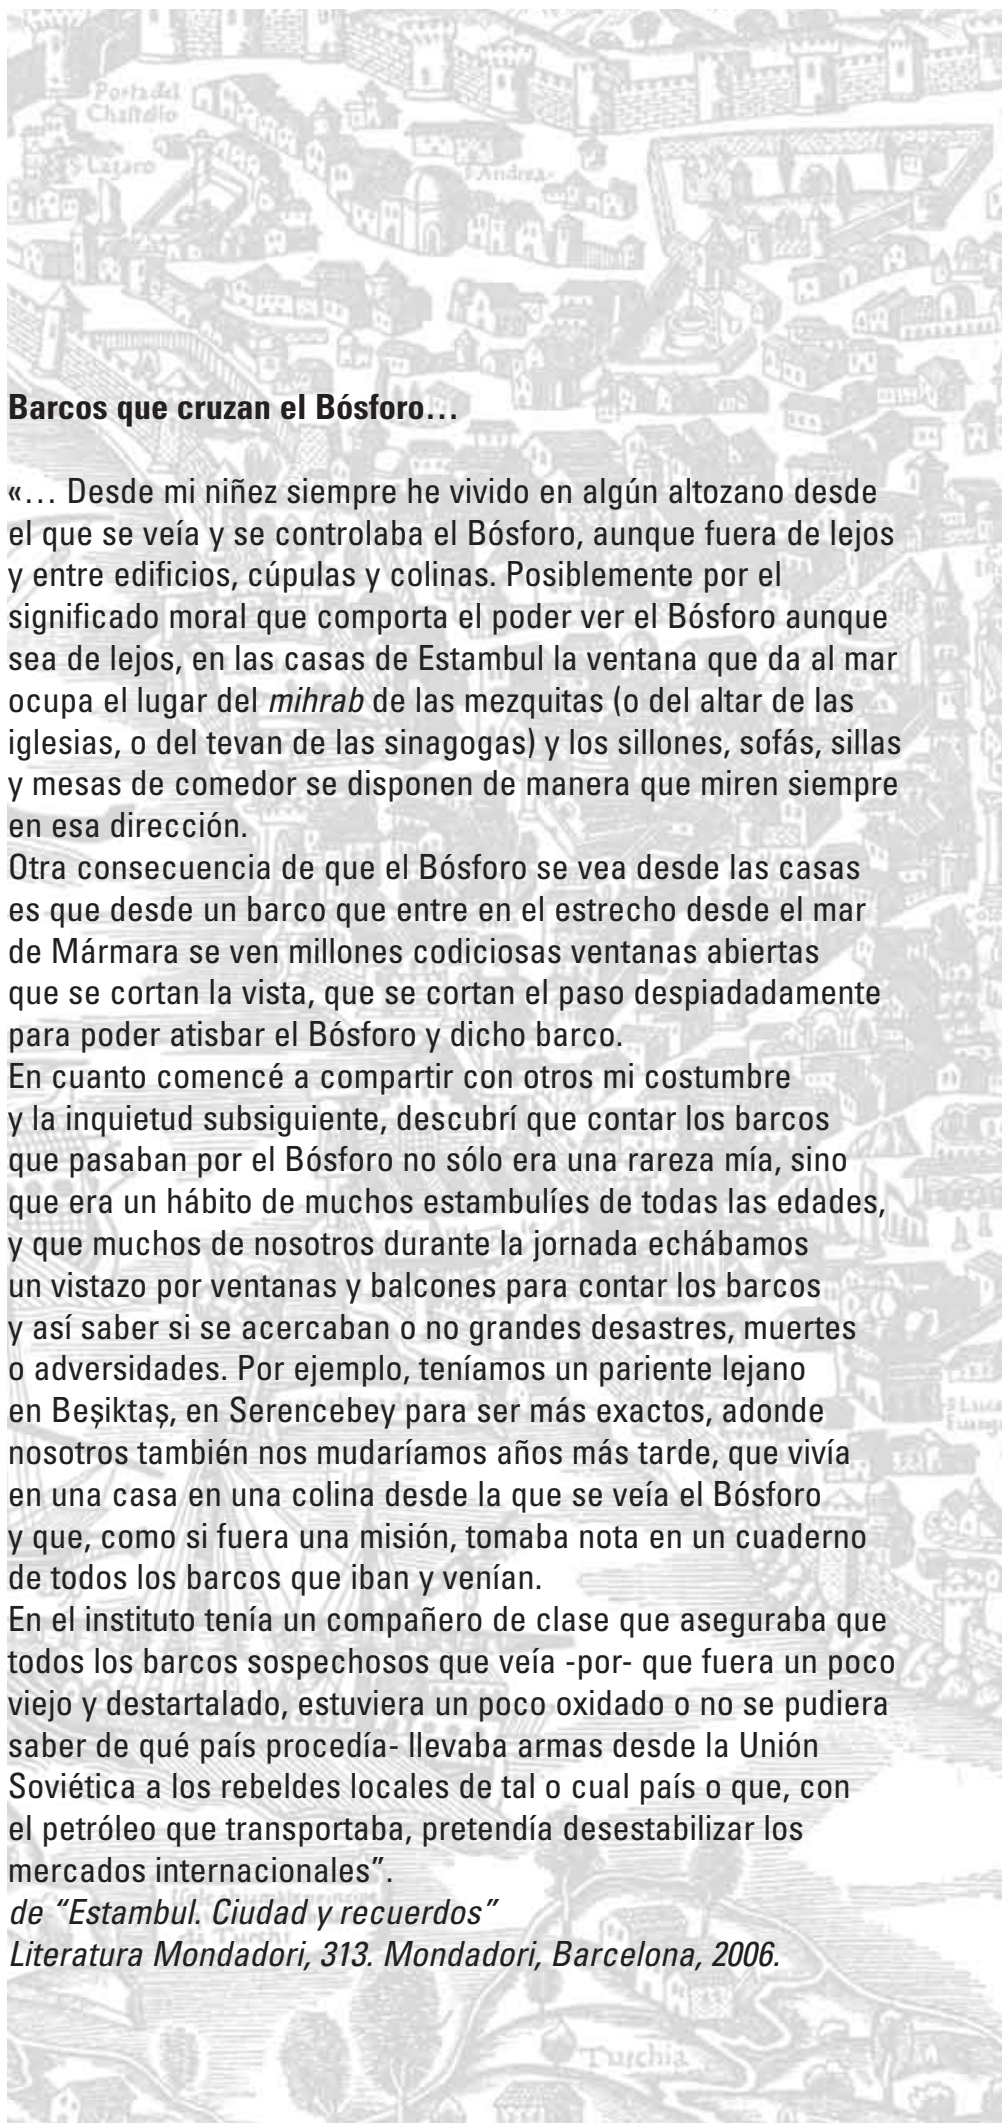 Porta del
Chastello
S. Lazaro
S. Andrea
Barcos que cruzan el Bósforo…
«… Desde mi niñez siempre he vivido en algún altozano desde
el que se veía y se controlaba el Bósforo, aunque fuera de lejos
y entre edificios, cúpulas y colinas. Posiblemente por el
significado moral que comporta el poder ver el Bósforo aunque
sea de lejos, en las casas de Estambul la ventana que da al mar
ocupa el lugar del mihrab de las mezquitas (o del altar de las
iglesias, o del tevan de las sinagogas) y los sillones, sofás, sillas
y mesas de comedor se disponen de manera que miren siempre
en esa dirección.
Otra consecuencia de que el Bósforo se vea desde las casas
es que desde un barco que entre en el estrecho desde el mar
de Mármara se ven millones codiciosas ventanas abiertas
que se cortan la vista, que se cortan el paso despiadadamente
para poder atisbar el Bósforo y dicho barco.
En cuanto comencé a compartir con otros mi costumbre
y la inquietud subsiguiente, descubrí que contar los barcos
que pasaban por el Bósforo no sólo era una rareza mía, sino
que era un hábito de muchos estambulíes de todas las edades,
y que muchos de nosotros durante la jornada echábamos
un vistazo por ventanas y balcones para contar los barcos
y así saber si se acercaban o no grandes desastres, muertes
o adversidades. Por ejemplo, teníamos un pariente lejano
en Beşiktaş, en Serencebey para ser más exactos, adonde
nosotros también nos mudaríamos años más tarde, que vivía
en una casa en una colina desde la que se veía el Bósforo
y que, como si fuera una misión, tomaba nota en un cuaderno
de todos los barcos que iban y venían.
En el instituto tenía un compañero de clase que aseguraba que
todos los barcos sospechosos que veía -por- que fuera un poco
viejo y destartalado, estuviera un poco oxidado o no se pudiera
saber de qué país procedía- llevaba armas desde la Unión
Soviética a los rebeldes locales de tal o cual país o que, con
el petróleo que transportaba, pretendía desestabilizar los
mercados internacionales”.
de “Estambul. Ciudad y recuerdos”
Literatura Mondadori, 313. Mondadori, Barcelona, 2006.
S Luca
Euang
da Turchi
Turchia